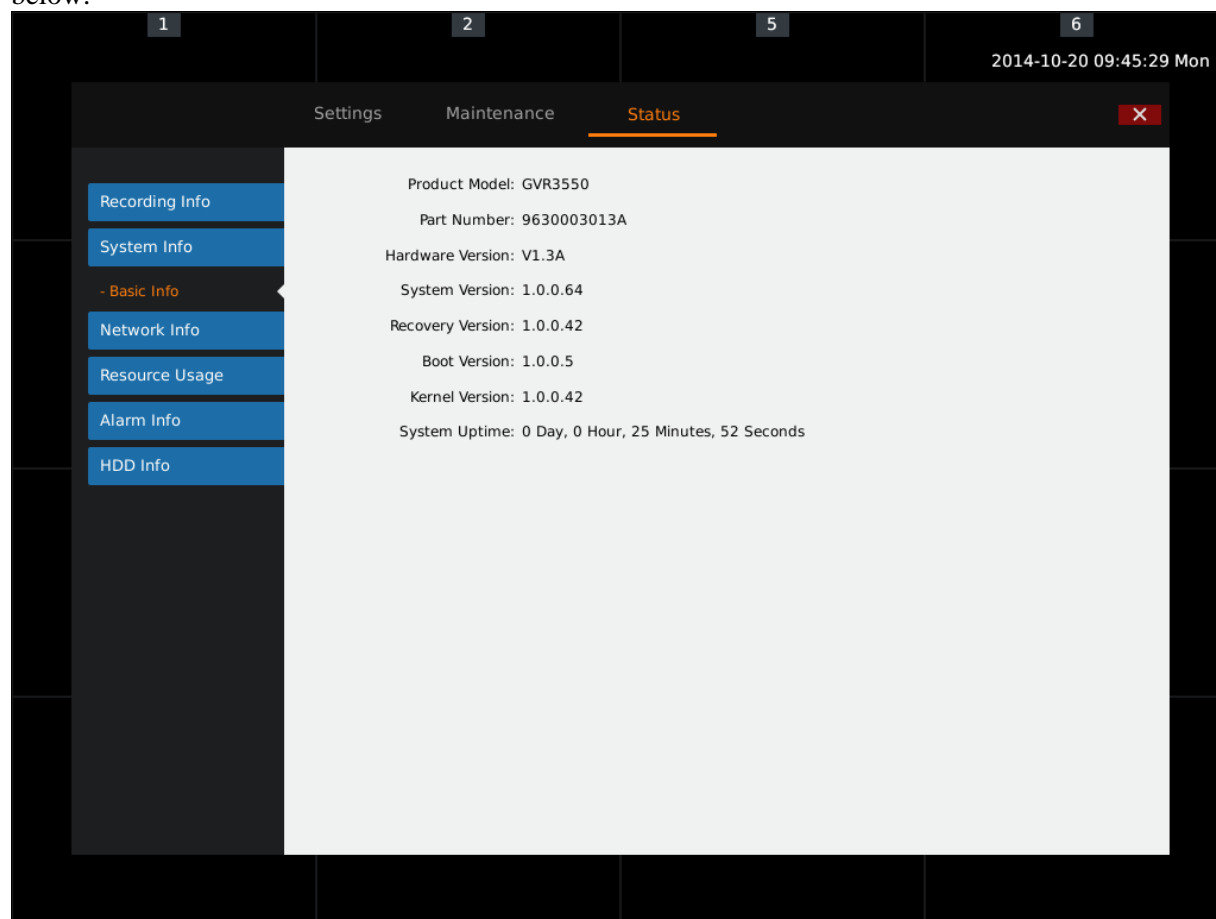 below.
1 2 5 6
2014-10-20 09:45:29 Mon
Settings Maintenance Status
Recording Info
System Info
- Basic Info
Network Info
Resource Usage
Alarm Info
HDD Info
Product Model: GVR3550
Part Number: 9630003013A
Hardware Version: V1.3A
System Version: 1.0.0.64
Recovery Version: 1.0.0.42
Boot Version: 1.0.0.5
Kernel Version: 1.0.0.42
System Uptime: 0 Day, 0 Hour, 25 Minutes, 52 Seconds